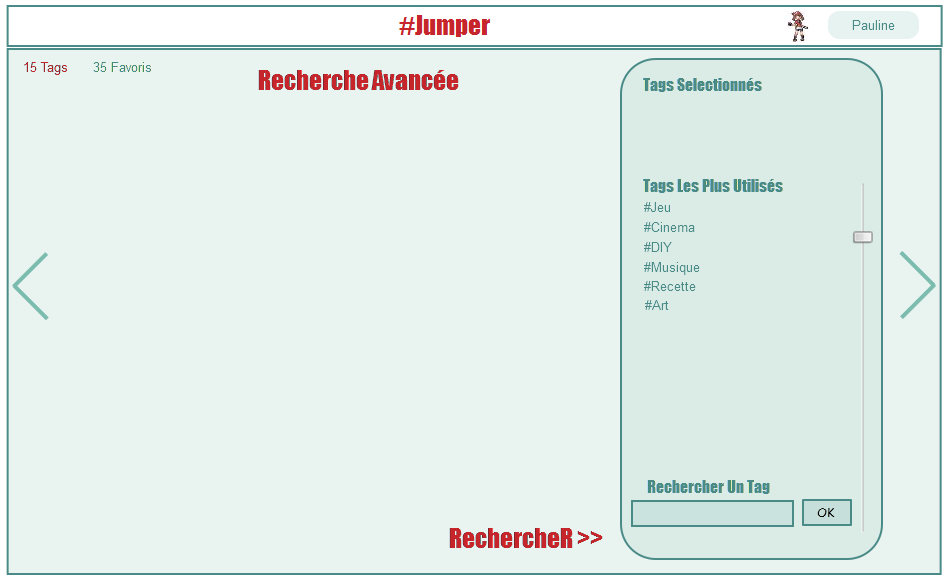 #Jumper
Pauline
15 Tags
35 Favoris
Recherche Avancée
Tags Selectionnés
Tags Les Plus Utilisés
#Jeu
#Cinema
#DIY
#Musique
#Recette
#Art
Rechercher Un Tag
OK
RechercheR >>